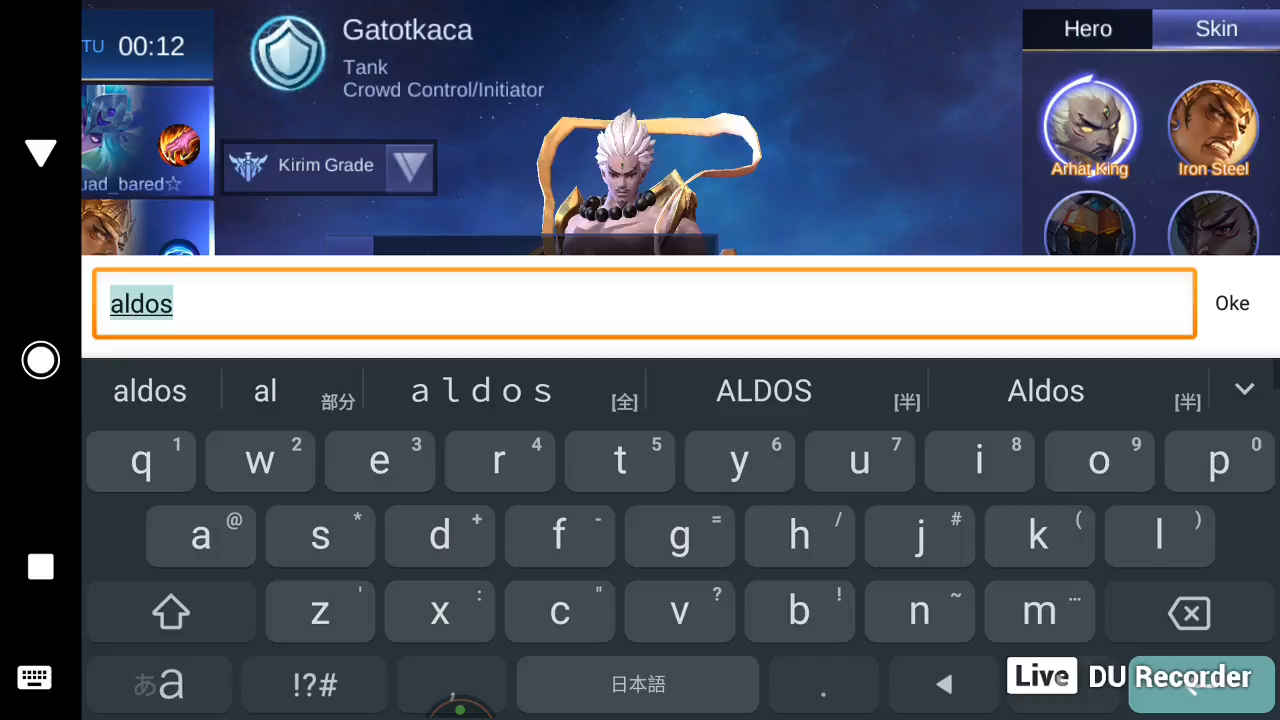 TU 00:12
Gatotkaca
Tank
Crowd Control/Initiator
Kirim Grade
Hero Skin
Arhat King Iron Steel
uad_bared☆
aldos
Oke
aldos al 部分 ａｌｄｏｓ [全] ALDOS [半] Aldos [半]
q 1 w 2 e 3 r 4 t 5 y 6 u 7 i 8 o 9 p 0
a @ s * d + f - g = h / j # k ( l )
z ' x : c " v ? b ! n ~ m …
あa !?# , 日本語 .
Live DU Recorder